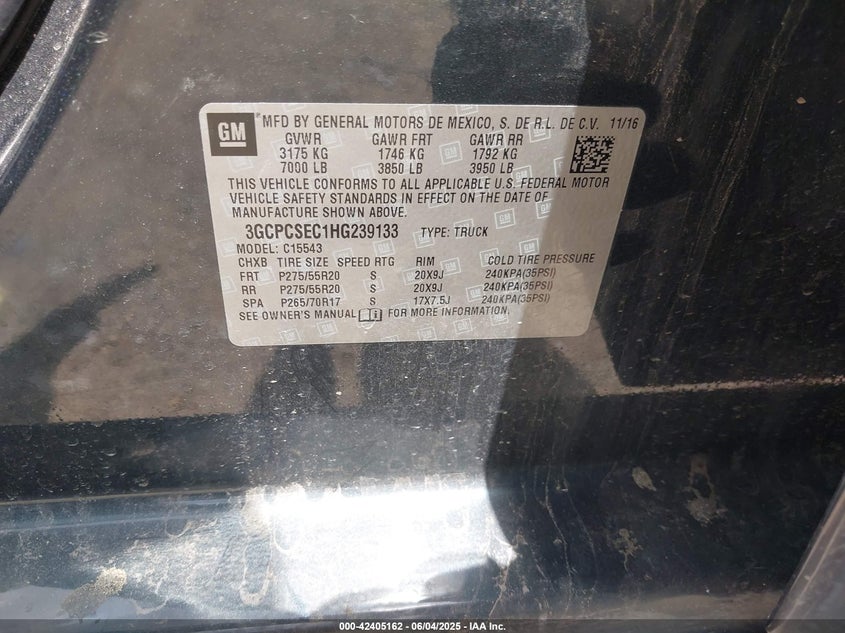 GM
MFD BY GENERAL MOTORS DE MEXICO, S. DE R.L. DE C.V. 11/16
GVWR GAWR FRT GAWR RR
3175 KG 1746 KG 1792 KG
7000 LB 3850 LB 3950 LB
THIS VEHICLE CONFORMS TO ALL APPLICABLE U.S. FEDERAL MOTOR
VEHICLE SAFETY STANDARDS IN EFFECT ON THE DATE OF
MANUFACTURE SHOWN ABOVE.
3GCPCSEC1HG239133 TYPE: TRUCK
MODEL: C15543
CHXB TIRE SIZE SPEED RTG RIM COLD TIRE PRESSURE
FRT P275/55R20 S 20X9J 240KPA(35PSI)
RR P275/55R20 S 20X9J 240KPA(35PSI)
SPA P265/70R17 S 17X7.5J 240KPA(35PSI)
SEE OWNER'S MANUAL FOR MORE INFORMATION.
000-42405162 - 06/04/2025 - IAA Inc.